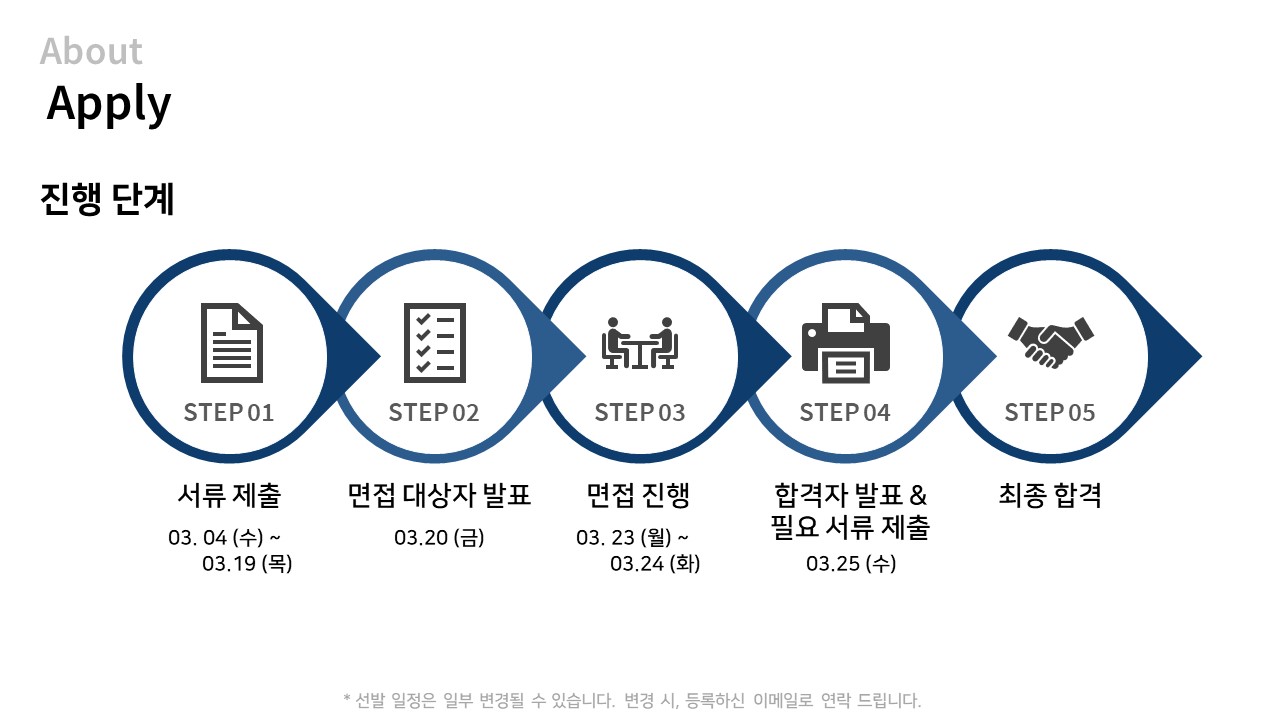 About
Apply
진행 단계
STEP 01
STEP 02
STEP 03
STEP 04
STEP 05
서류 제출
03. 04 (수) ~
03.19 (목)
면접 대상자 발표
03.20 (금)
면접 진행
03. 23 (월) ~
03.24 (화)
합격자 발표 &
필요 서류 제출
03.25 (수)
최종 합격
* 선발 일정은 일부 변경될 수 있습니다. 변경 시, 등록하신 이메일로 연락 드립니다.